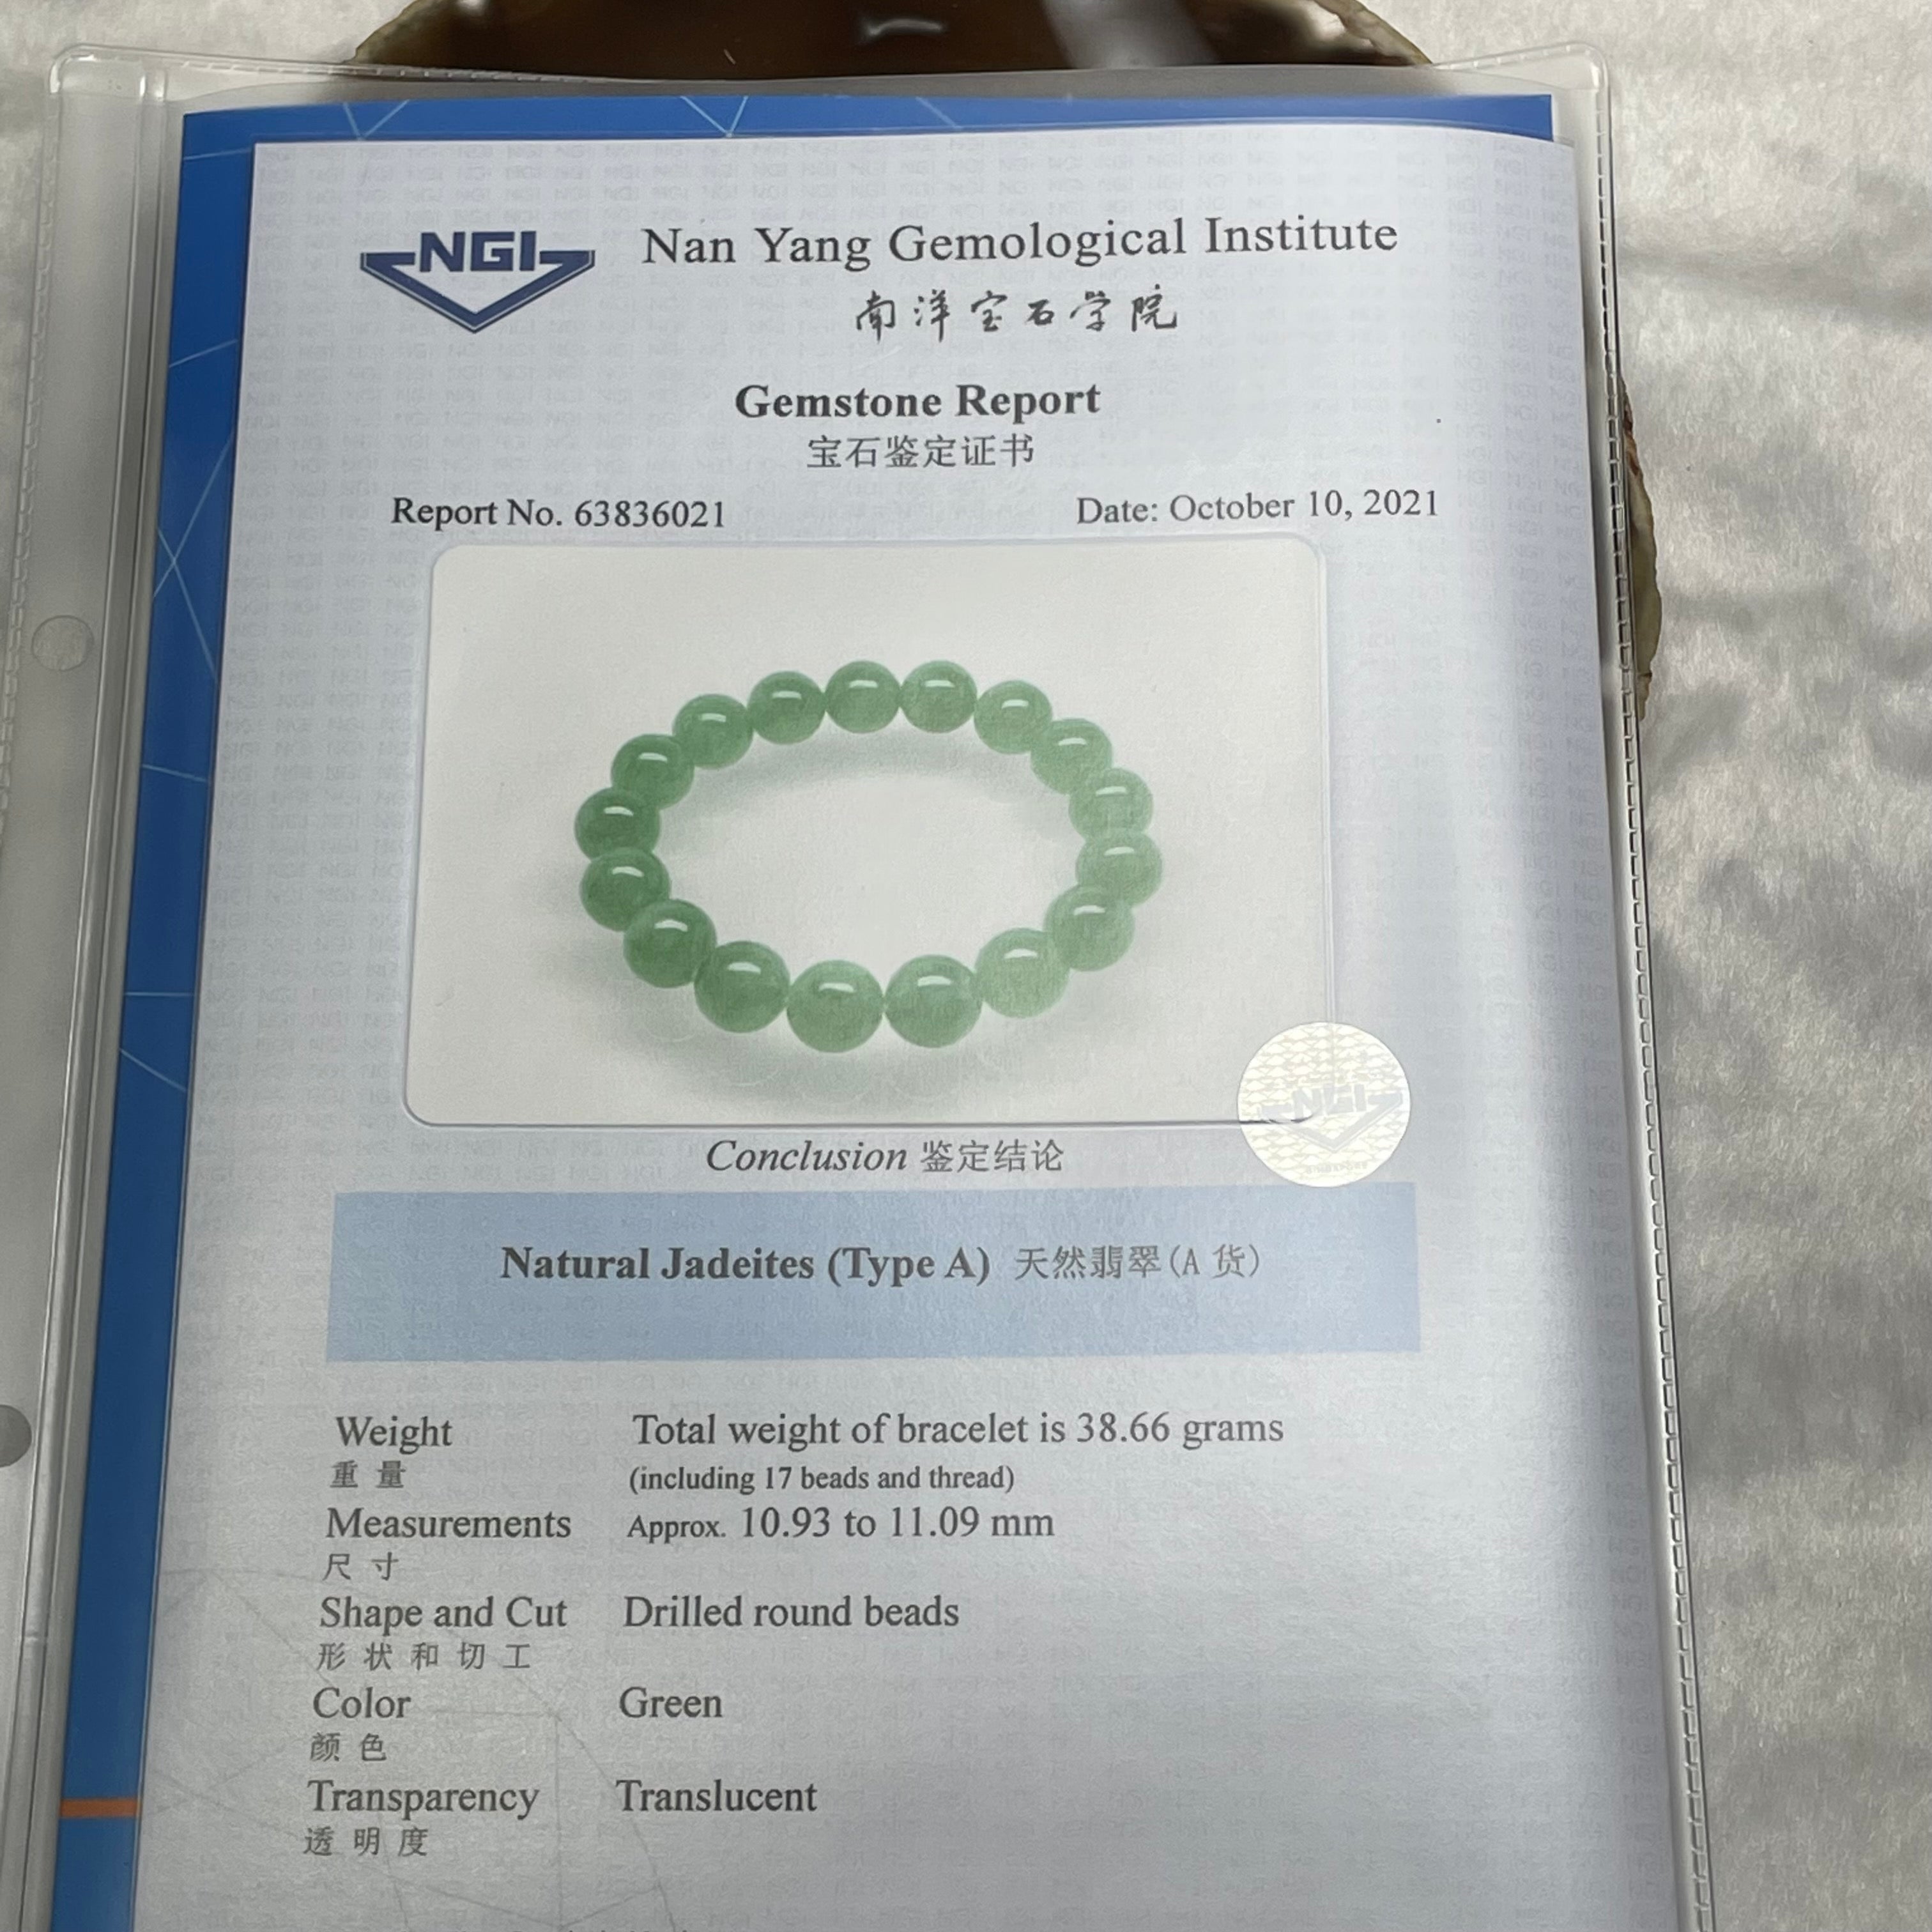 NGI
Nan Yang Gemological Institute
南洋宝石学院
Gemstone Report
宝石鉴定证书
Report No. 63836021 Date: October 10, 2021
NGI
Conclusion 鉴定结论
Natural Jadeites (Type A) 天然翡翠(A 货)
Weight Total weight of bracelet is 38.66 grams
重量 (including 17 beads and thread)
Measurements Approx. 10.93 to 11.09 mm
尺寸
Shape and Cut Drilled round beads
形状和切工
Color Green
颜色
Transparency Translucent
透明度